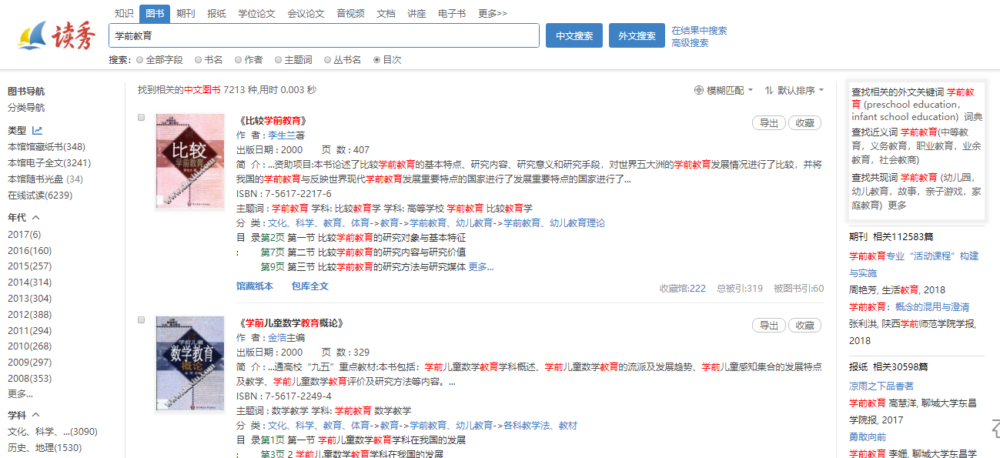 知识 图书 期刊 报纸 学位论文 会议论文 音视频 文档 讲座 电子书 更多>>
读秀
学前教育
中文搜索 外文搜索
在结果中搜索
高级搜索
搜索： 全部字段 书名 作者 主题词 丛书名 目次
图书导航
分类导航
类型
本馆馆藏纸书(348)
本馆电子全文(3241)
本馆随书光盘 (34)
在线试读(6239)
年代
2017(6)
2016(160)
2015(257)
2014(314)
2013(304)
2012(388)
2011(294)
2010(268)
2009(297)
2008(353)
更多...
学科
文化、科学、...(3090)
历史、地理(1530)
找到相关的中文图书 7213 种,用时 0.003 秒
模糊匹配 默认排序
比较
学前教育
《比较学前教育》
导出 收藏
作 者 : 李生兰著
出版日期 : 2000 页 数 : 407
简 介 : ...资助项目:本书论述了比较学前教育的基本特点、研究内容、研究意义和研究手段，对世界五大洲的学前教育发展情况进行了比较，并将
我国的学前教育与反映世界现代学前教育发展重要特点的国家进行了发展重要特点的国家进行了...
ISBN : 7-5617-2217-6
主题词 : 学前教育 学科: 比较教育学 学科: 高等学校 学前教育 比较教育学
分 类 : 文化、科学、教育、体育->教育->学前教育、幼儿教育->学前教育、幼儿教育理论
目 录第2页 第一节 比较学前教育的研究对象与基本特征
: 第7页 第二节 比较学前教育的研究内容与研究价值
第9页 第三节 比较学前教育的研究方法与研究媒体 更多...
馆藏纸本 包库全文
收藏馆:222 总被引:319 被图书引:60
学前儿童
数学教育
概论
《学前儿童数学教育概论》
导出 收藏
作 者 : 金浩主编
出版日期 : 2000 页 数 : 329
简 介 : ...通高校“九五”重点教材:本书包括：学前儿童数学教育学科概述、学前儿童数学教育的流派及发展趋势、学前儿童感知集合的发展特点
及教学、学前儿童数学教育评价及研究方法等内容。...
ISBN : 7-5617-2249-4
主题词 : 数学教学 学科: 学前教育 数学教学
分 类 : 文化、科学、教育、体育->教育->学前教育、幼儿教育->各科教学法、教材
目 录第1页 第一节 学前儿童数学教育学科在我国的发展
: 第3页 2 学前儿童数学教育学科在我国的发展
查找相关的外文关键词 学前教
育 (preschool education，
infant school education) 词典
查找近义词 学前教育(中等教
育，义务教育，职业教育，业余
教育，社会教商)
查找共现词 学前教育 (幼儿园，
幼儿教育，故事，亲子游戏，家
庭教育) 更多
期刊 相关112583篇
学前教育专业“活动课程”构建
与实施
周艳芳, 生活教育, 2018
学前教育：概念的混用与澄清
张利洪, 陕西学前师范学院学报,
2018
报纸 相关30598篇
凉雨之下品香茗
学前教育 高慧洋, 聊城大学东昌
学院报, 2017
勇敢向前
学前教育 李姗, 聊城大学东昌学